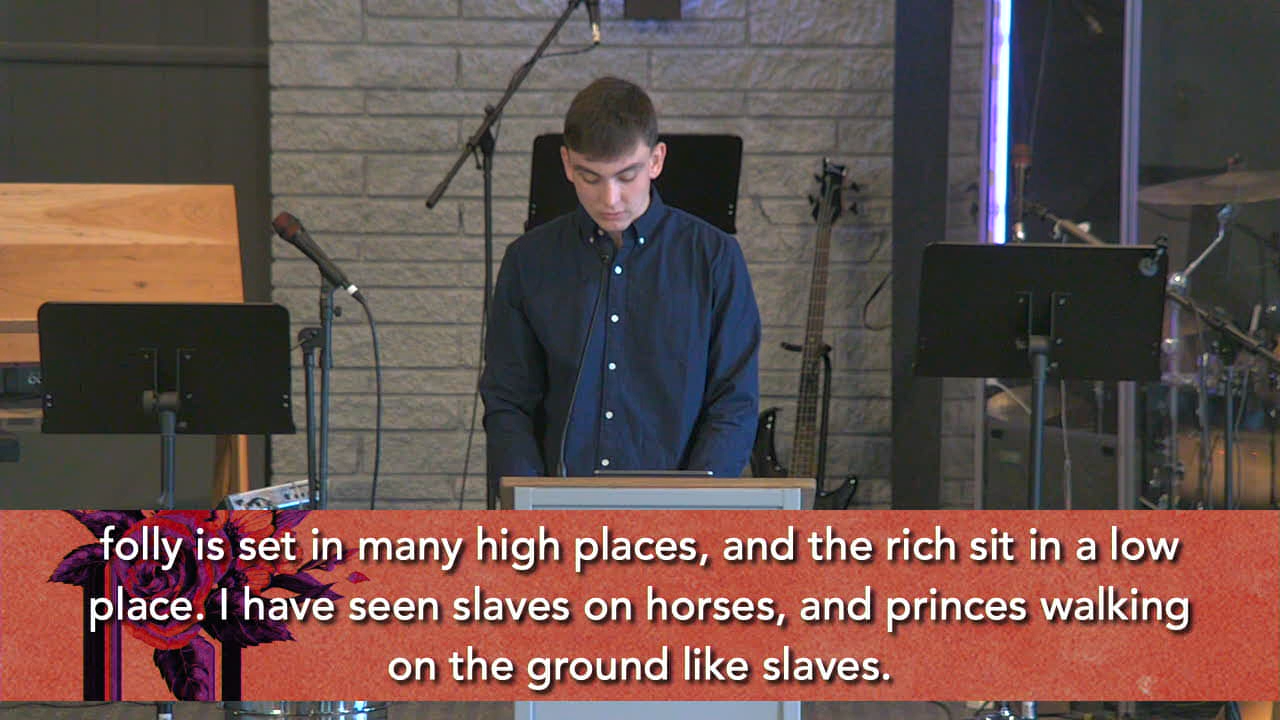 folly is set in many high places, and the rich sit in a low
place. I have seen slaves on horses, and princes walking
on the ground like slaves.